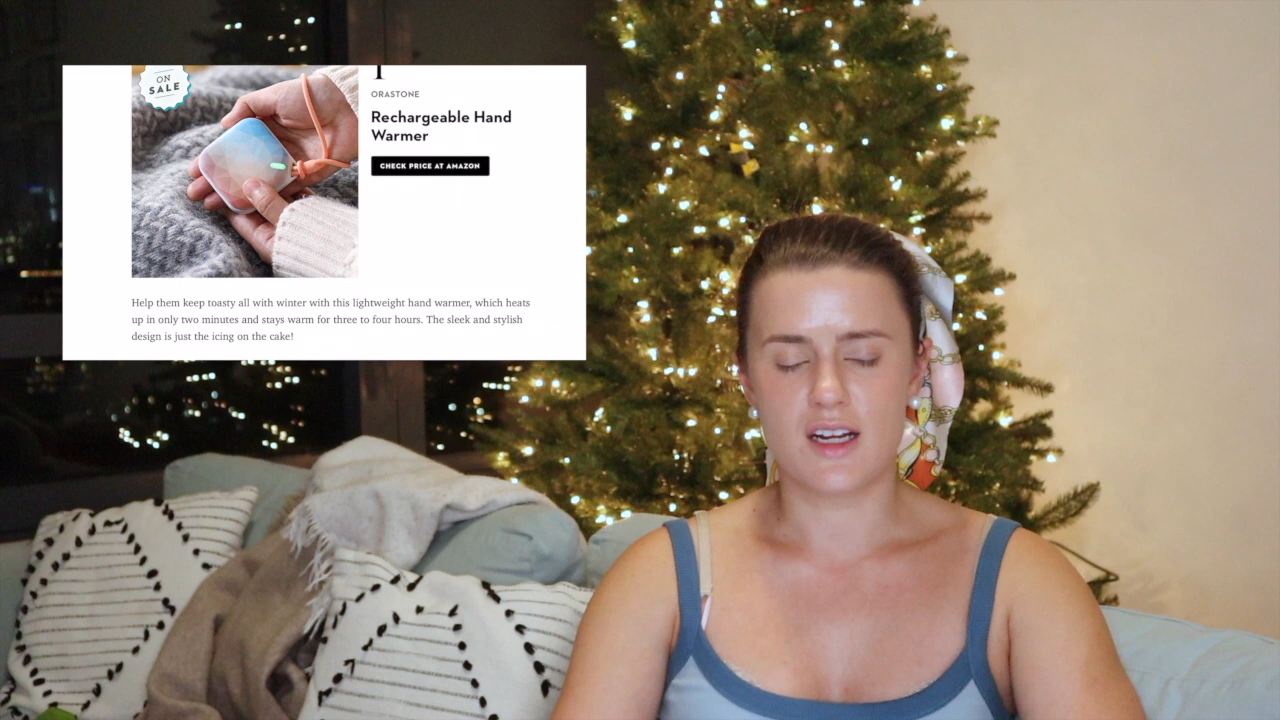 ON
SALE
ORASTONE
Rechargeable Hand
Warmer
CHECK PRICE AT AMAZON
Help them keep toasty all with winter with this lightweight hand warmer, which heats
up in only two minutes and stays warm for three to four hours. The sleek and stylish
design is just the icing on the cake!